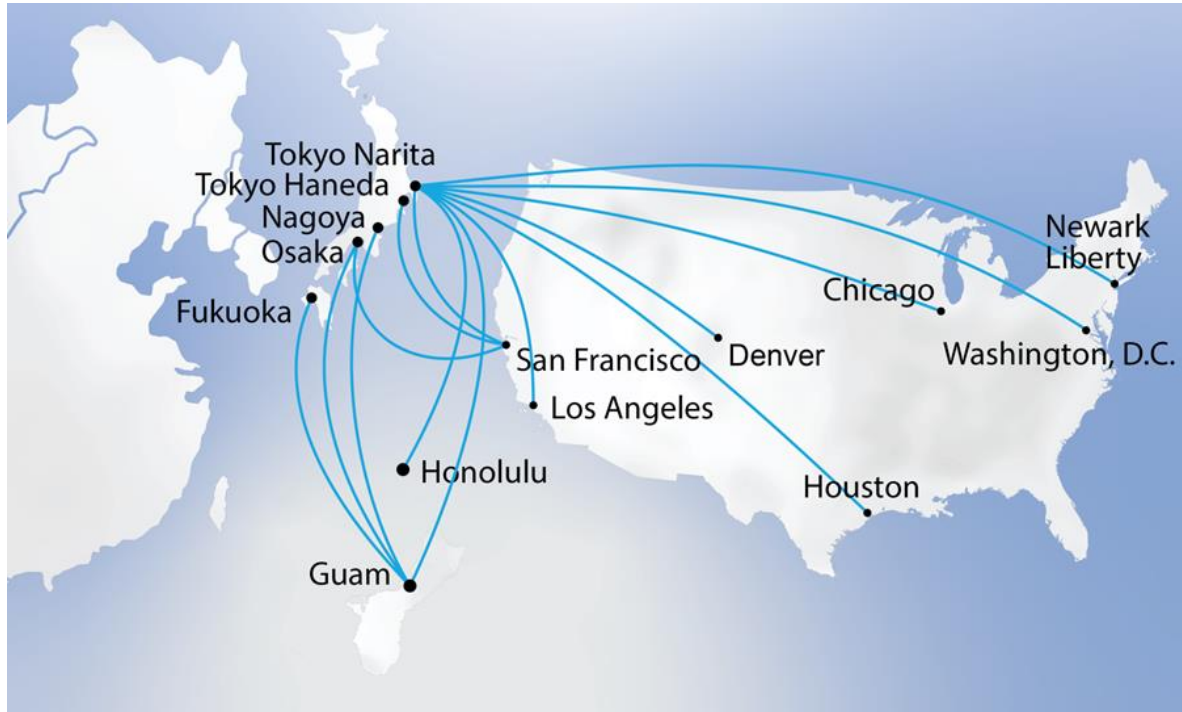 Tokyo Narita
Tokyo Haneda
Nagoya
Osaka
Fukuoka
Newark
Liberty
Chicago
Washington, D.C.
San Francisco
Denver
Los Angeles
Honolulu
Houston
Guam